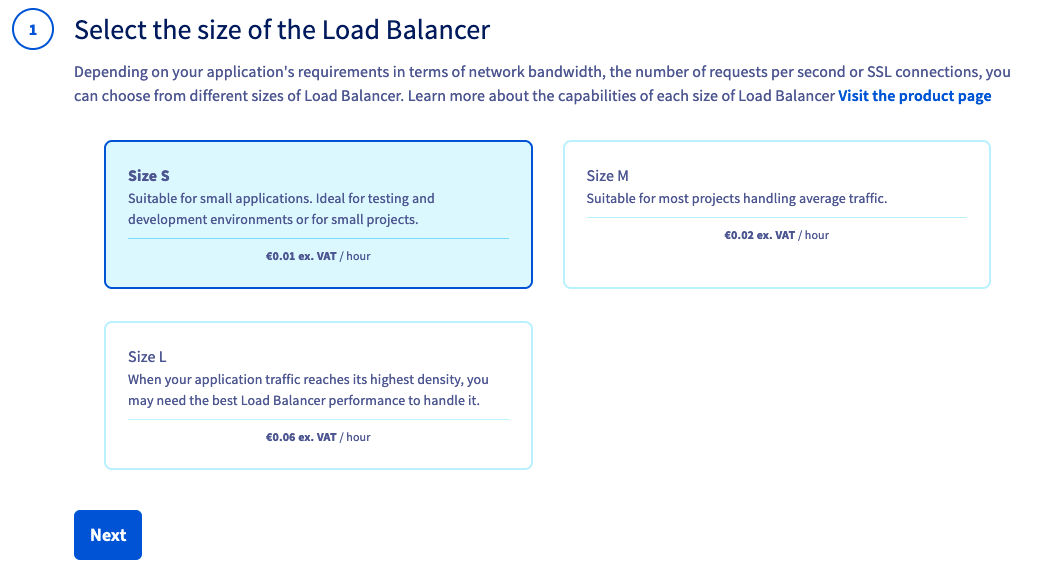 1
Select the size of the Load Balancer
Depending on your application's requirements in terms of network bandwidth, the number of requests per second or SSL connections, you
can choose from different sizes of Load Balancer. Learn more about the capabilities of each size of Load Balancer Visit the product page
Size S
Suitable for small applications. Ideal for testing and
development environments or for small projects.
€0.01 ex. VAT / hour
Size M
Suitable for most projects handling average traffic.
€0.02 ex. VAT / hour
Size L
When your application traffic reaches its highest density, you
may need the best Load Balancer performance to handle it.
€0.06 ex. VAT / hour
Next